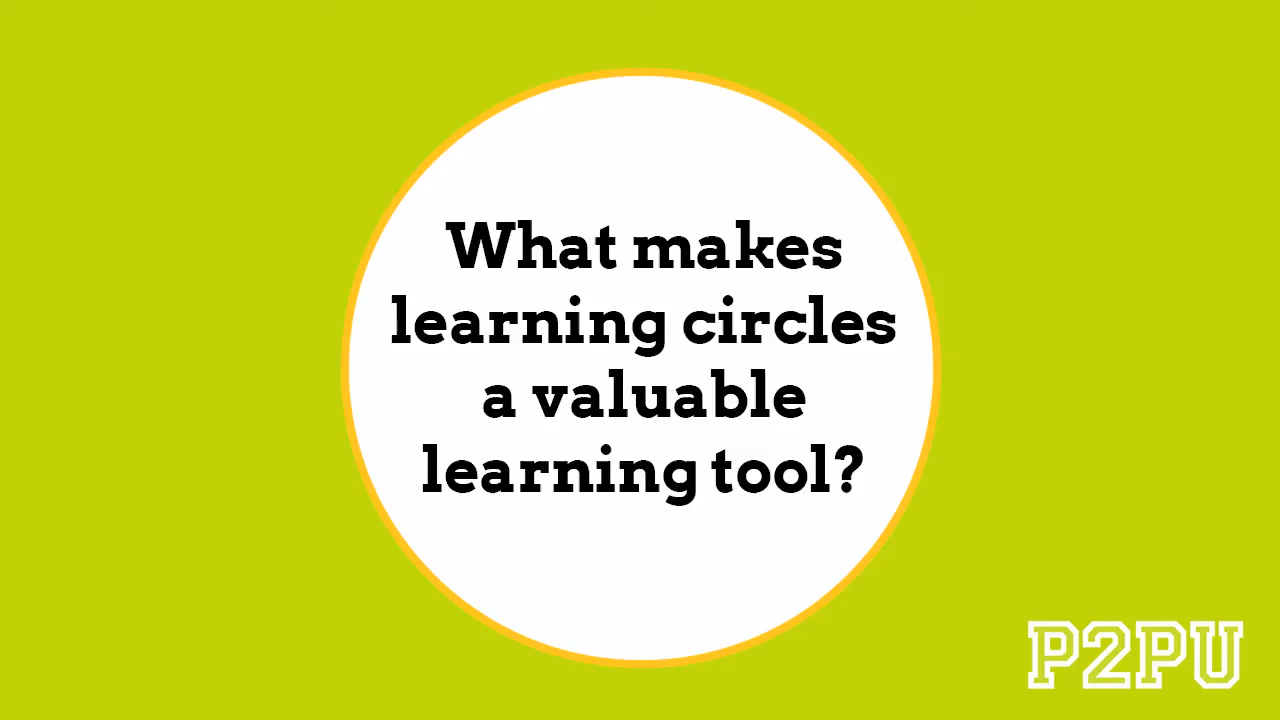 What makes
learning circles
a valuable
learning tool?
P2PU